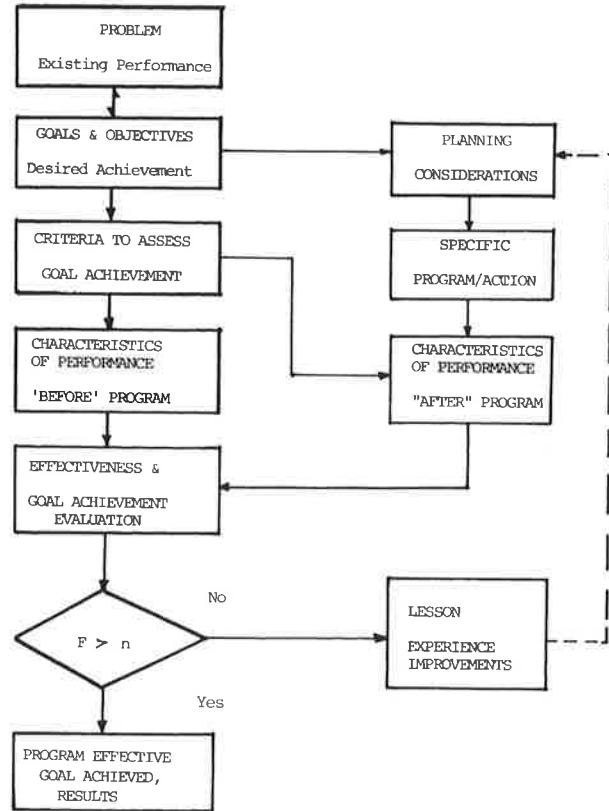 PROBLEM
Existing Performance
GOALS & OBJECTIVES
Desired Achievement
PLANNING
CONSIDERATIONS
CRITERIA TO ASSESS
GOAL ACHIEVEMENT
SPECIFIC
PROGRAM/ACTION
CHARACTERISTICS
OF PERFORMANCE
'BEFORE' PROGRAM
CHARACTERISTICS
OF PERFORMANCE
"AFTER" PROGRAM
EFFECTIVENESS &
GOAL ACHIEVEMENT
EVALUATION
F > n
No
LESSON
EXPERIENCE
IMPROVEMENTS
Yes
PROGRAM EFFECTIVE
GOAL ACHIEVED,
RESULTS